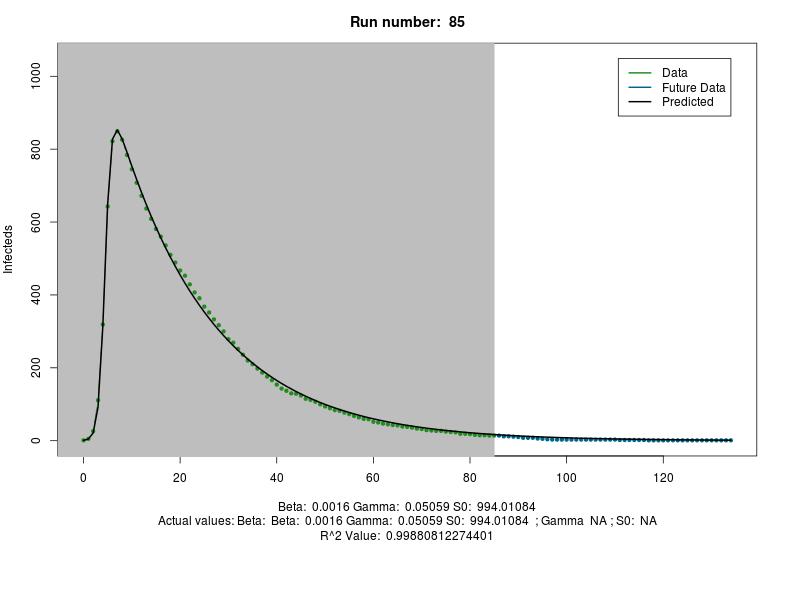 Run number: 85
1000
800
600
400
200
0
Infecteds
Data
Future Data
Predicted
0 20 40 60 80 100 120
Beta: 0.0016 Gamma: 0.05059 S0: 994.01084
Actual values: Beta: Beta: 0.0016 Gamma: 0.05059 S0: 994.01084 ; Gamma NA ; S0: NA
R^2 Value: 0.99880812274401